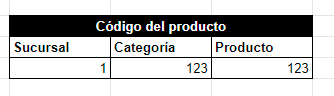 Código del producto
Sucursal Categoría Producto
1 123 123